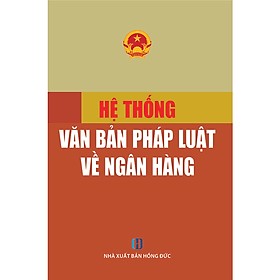 HỆ THỐNG
VĂN BẢN PHÁP LUẬT
VỀ NGÂN HÀNG
NHÀ XUẤT BẢN HỒNG ĐỨC